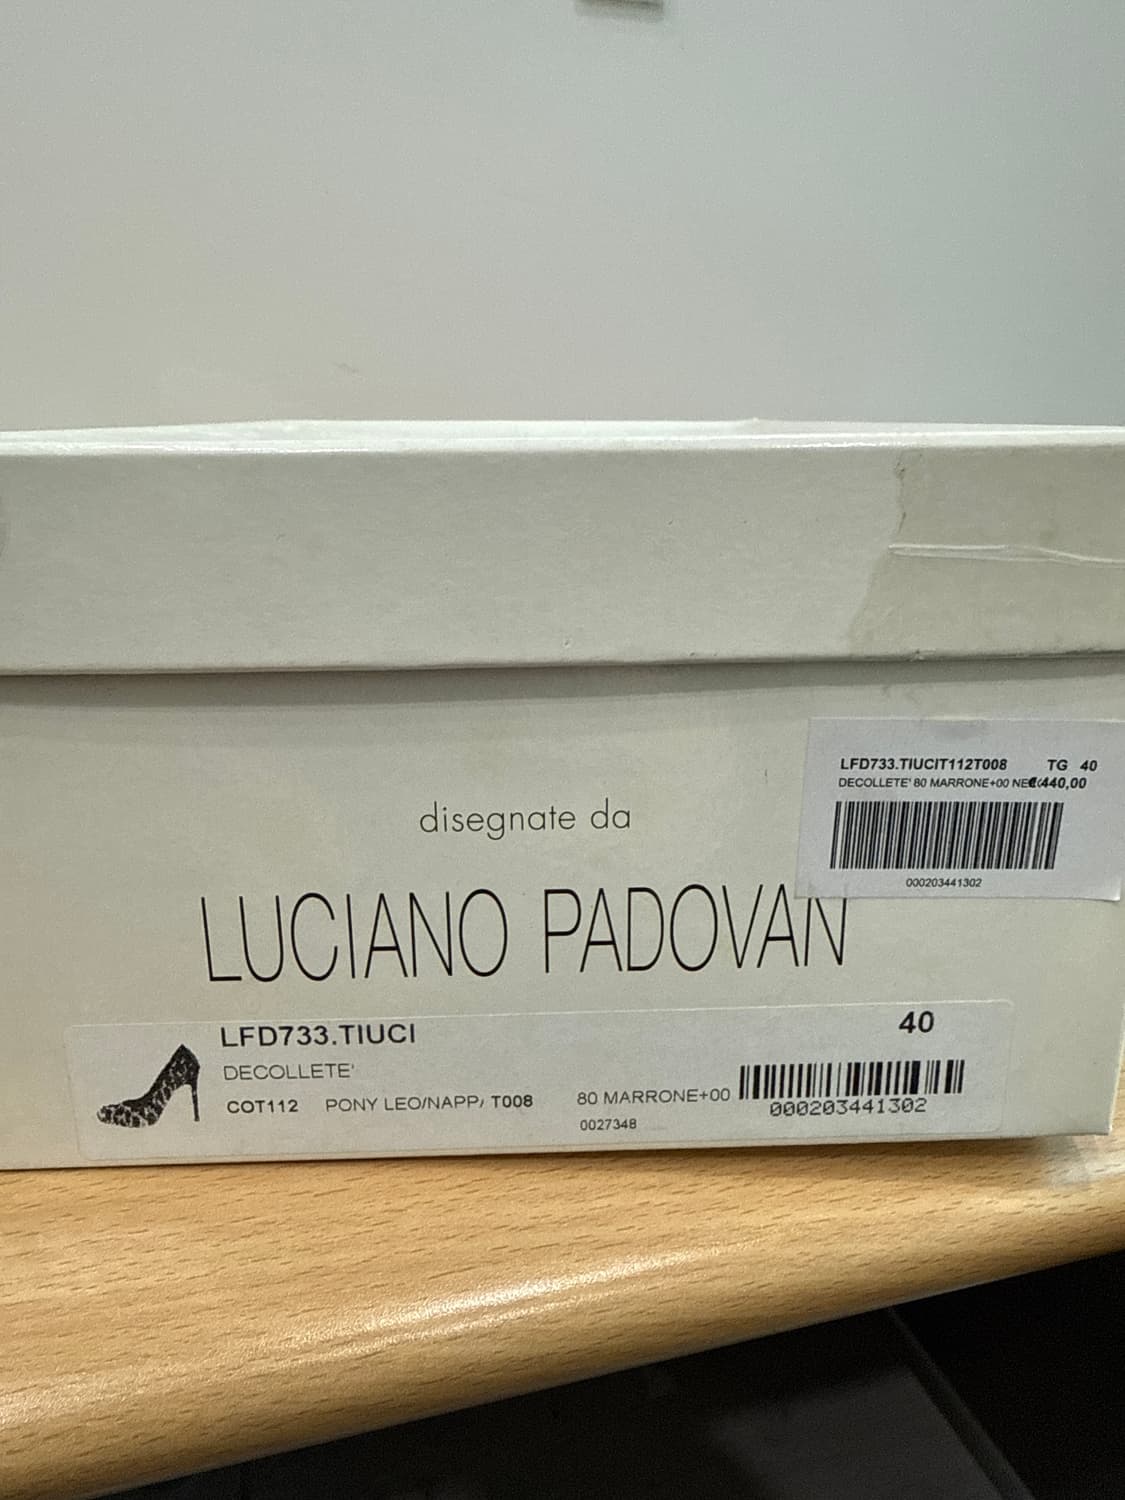 LFD733.TIUCIT112T008 TG 40
DECOLLETE' 80 MARRONE+00 NE €440,00
000203441302
disegnate da
LUCIANO PADOVAN
LFD733.TIUCI 40
DECOLLETE'
COT112 PONY LEO/NAPP/ T008 80 MARRONE+00
000203441302
0027348